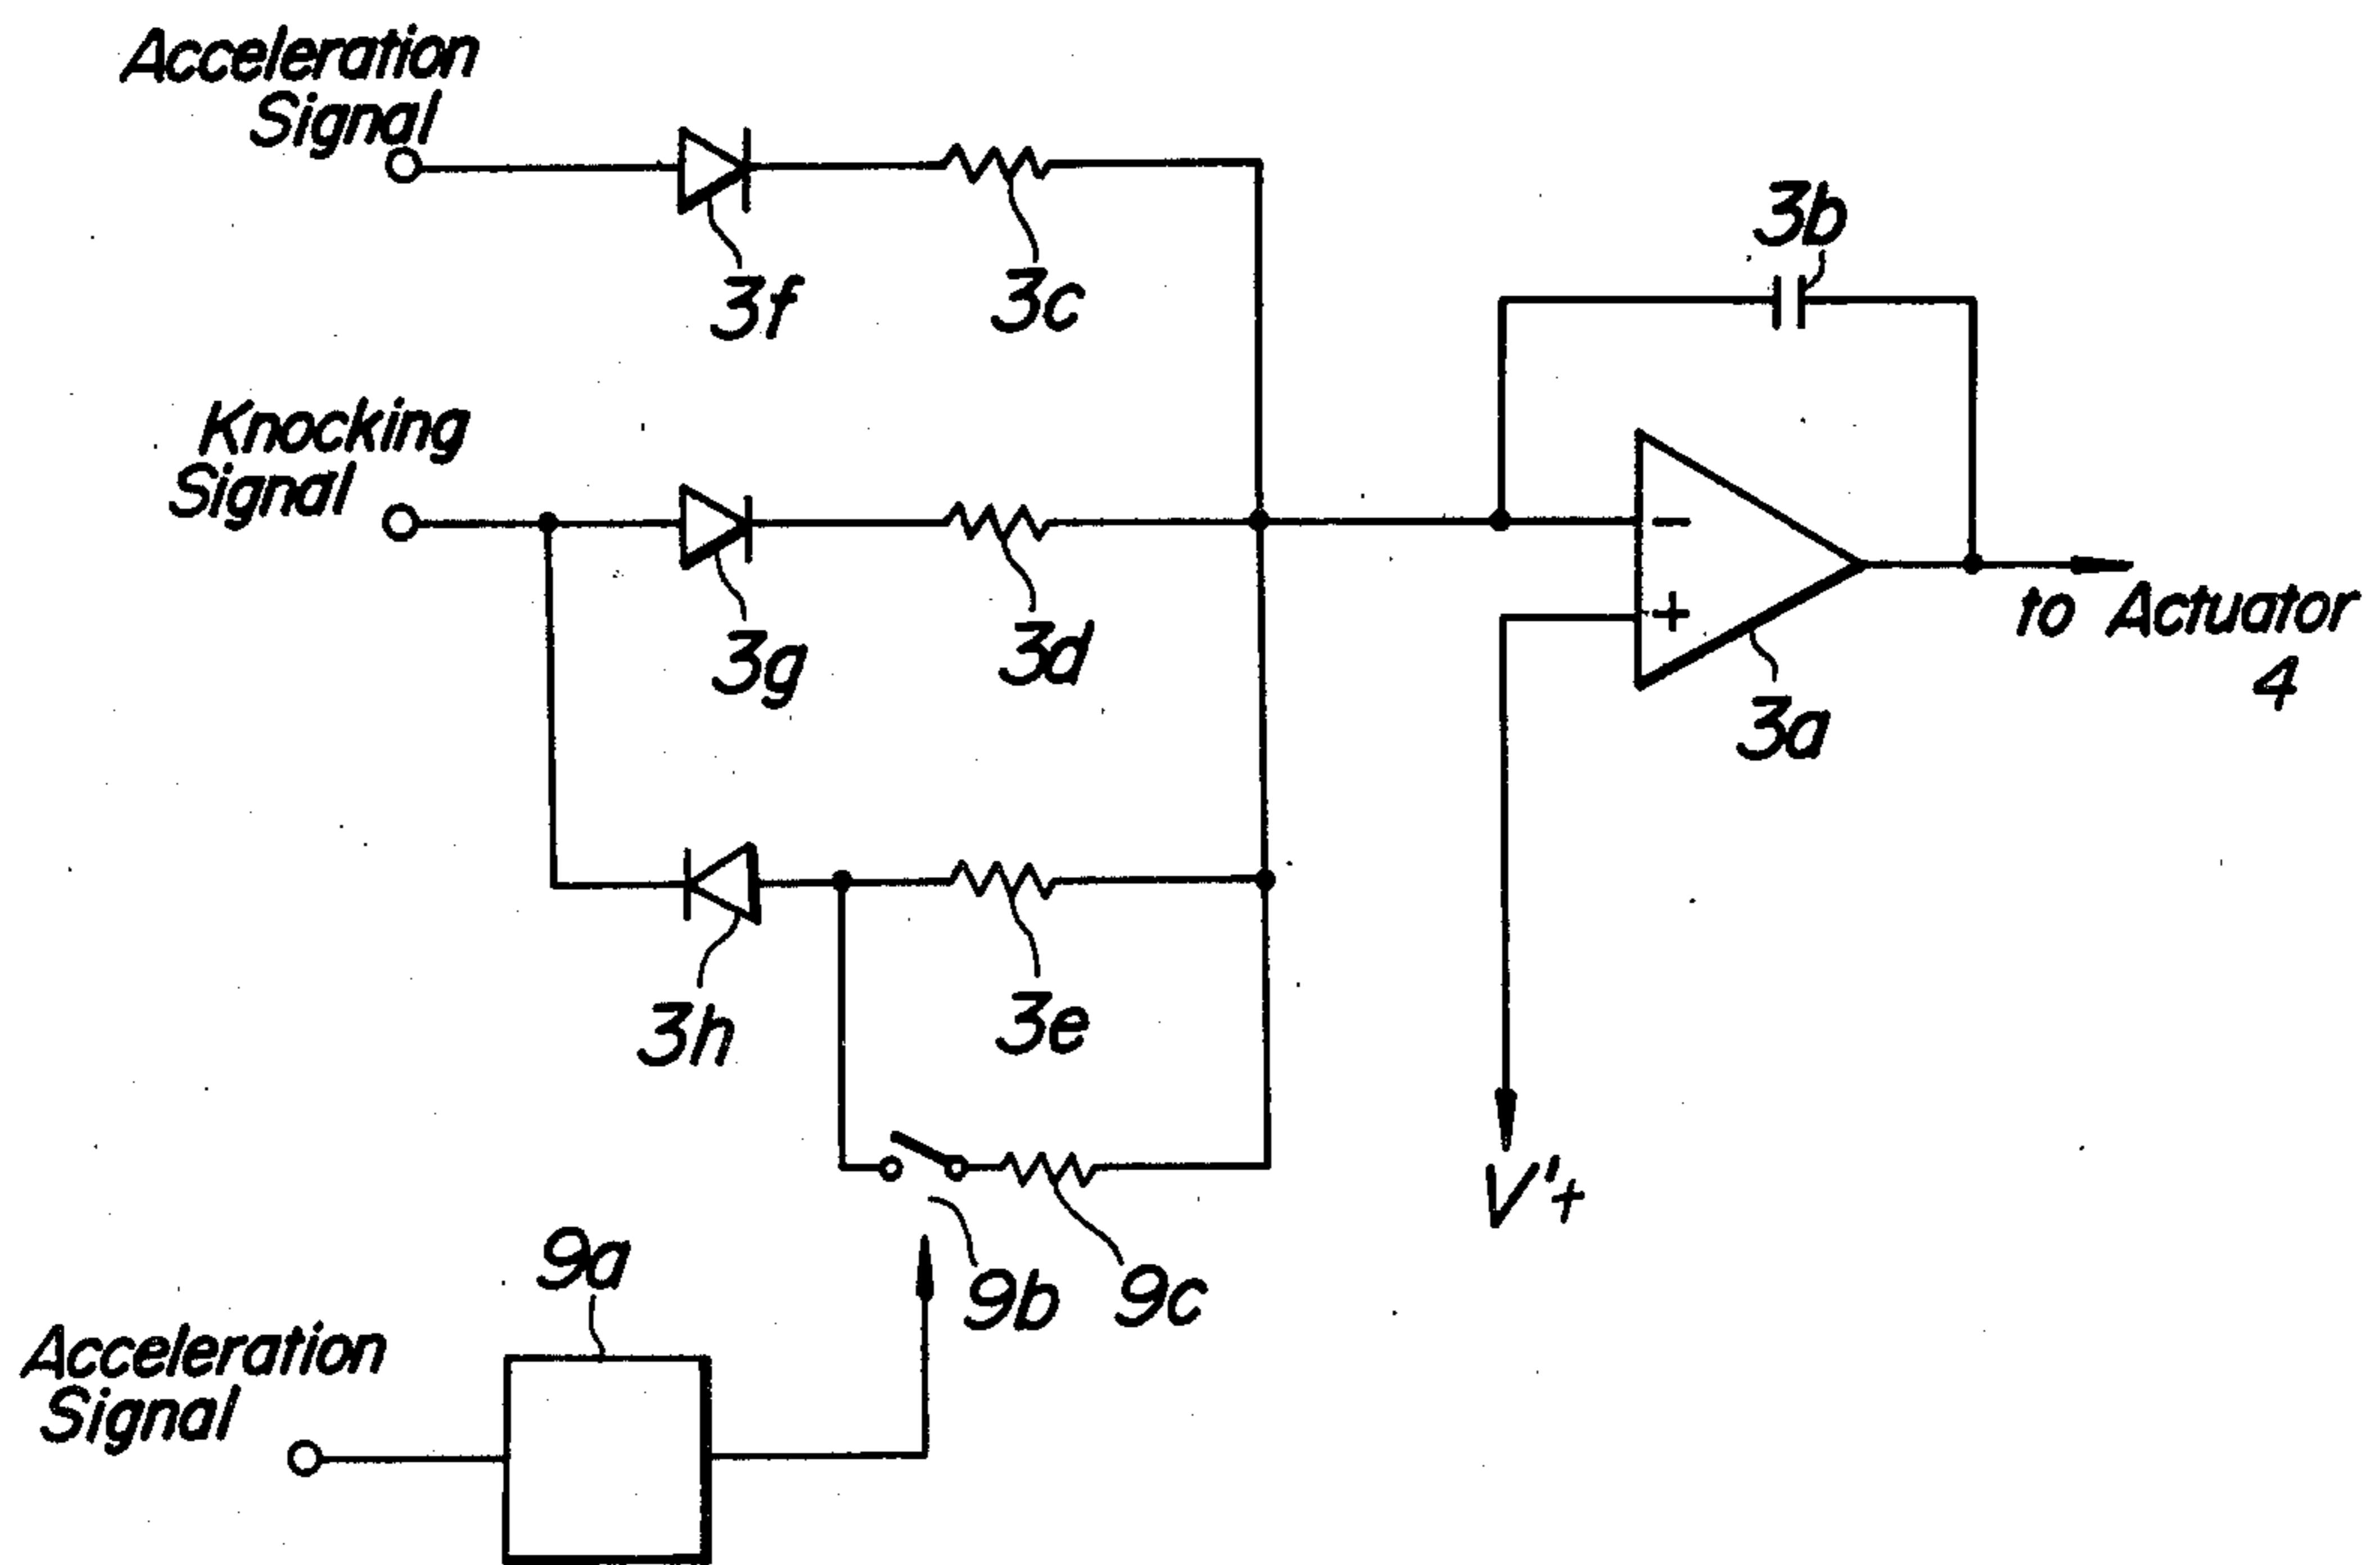 Acceleration
Signal
3f
3c
3b
Knocking
Signal
3g
3d
−
+
3a
to Actuator
4
3h
3e
V'+
9a
9b
9c
Acceleration
Signal